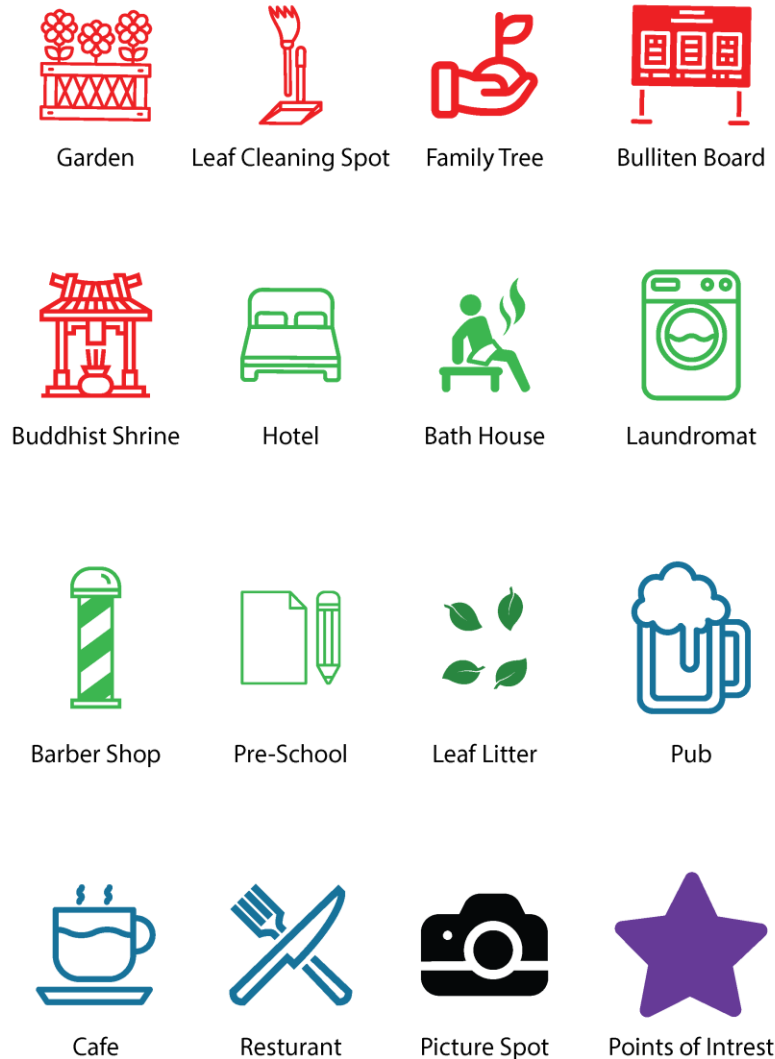 Garden
Leaf Cleaning Spot
Family Tree
Bulliten Board
Buddhist Shrine
Hotel
Bath House
Laundromat
Barber Shop
Pre-School
Leaf Litter
Pub
Cafe
Resturant
Picture Spot
Points of Intrest